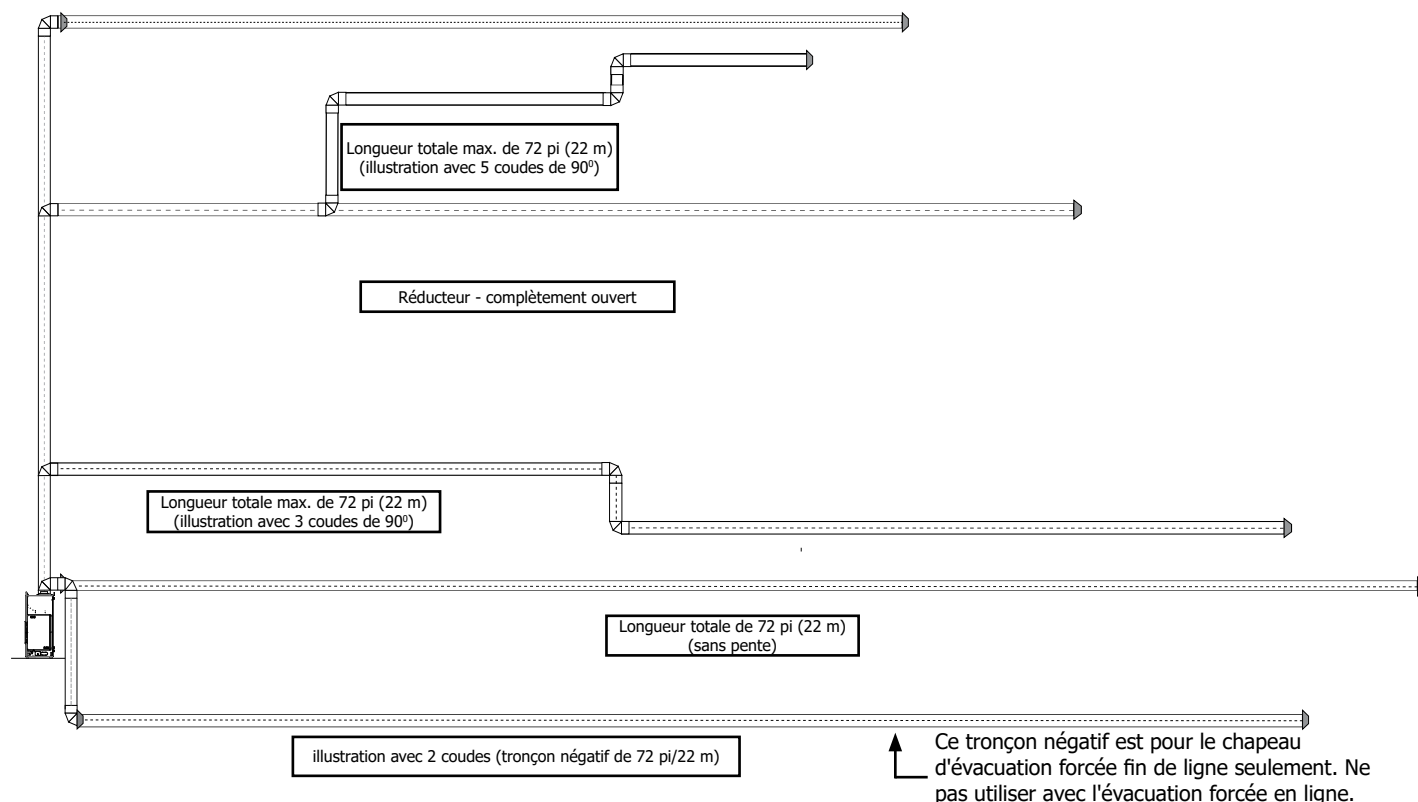 Longueur totale max. de 72 pi (22 m)
(illustration avec 5 coudes de 90⁰)
Réducteur - complètement ouvert
Longueur totale max. de 72 pi (22 m)
(illustration avec 3 coudes de 90⁰)
Longueur totale de 72 pi (22 m)
(sans pente)
illustration avec 2 coudes (tronçon négatif de 72 pi/22 m)
Ce tronçon négatif est pour le chapeau
d'évacuation forcée fin de ligne seulement. Ne
pas utiliser avec l'évacuation forcée en ligne.